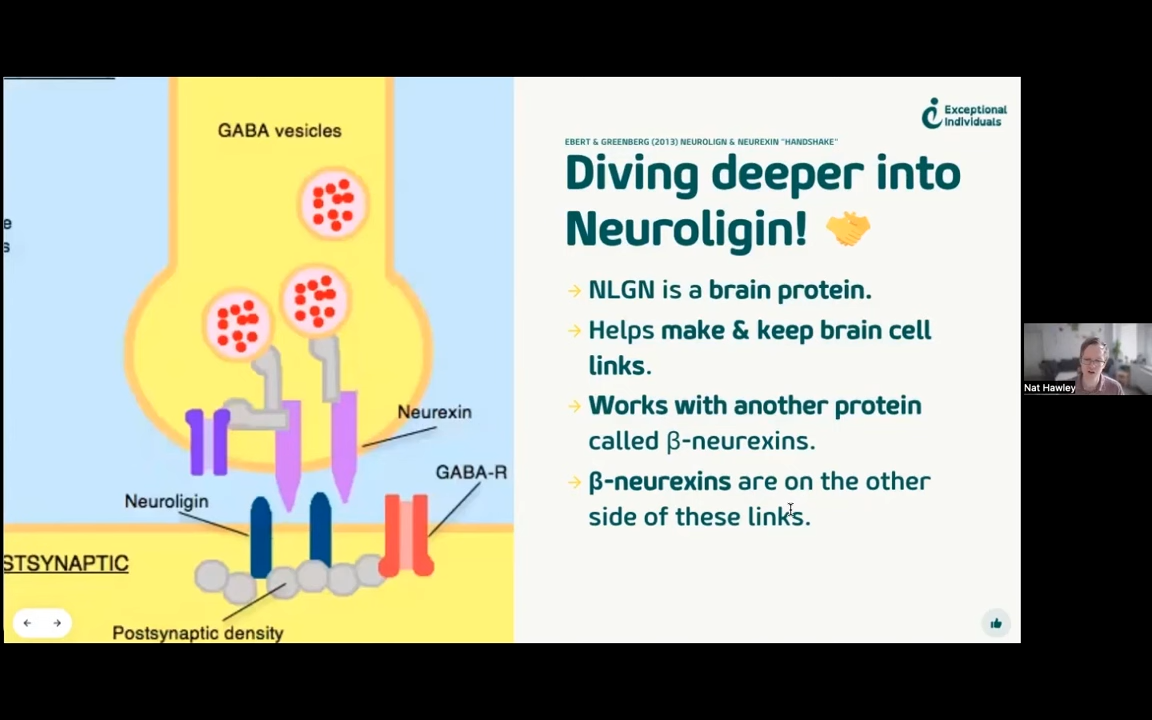 GABA vesicles
e
s
Neurexin
GABA-R
Neuroligin
STSYNAPTIC
Postsynaptic density
Exceptional
Individuals
EBERT & GREENBERG (2013) NEUROLIGN & NEUREXIN "HANDSHAKE"
Diving deeper into
Neuroligin!
→ NLGN is a brain protein.
→ Helps make & keep brain cell
links.
→ Works with another protein
called β-neurexins.
→ β-neurexins are on the other
side of these links.
Nat Hawley